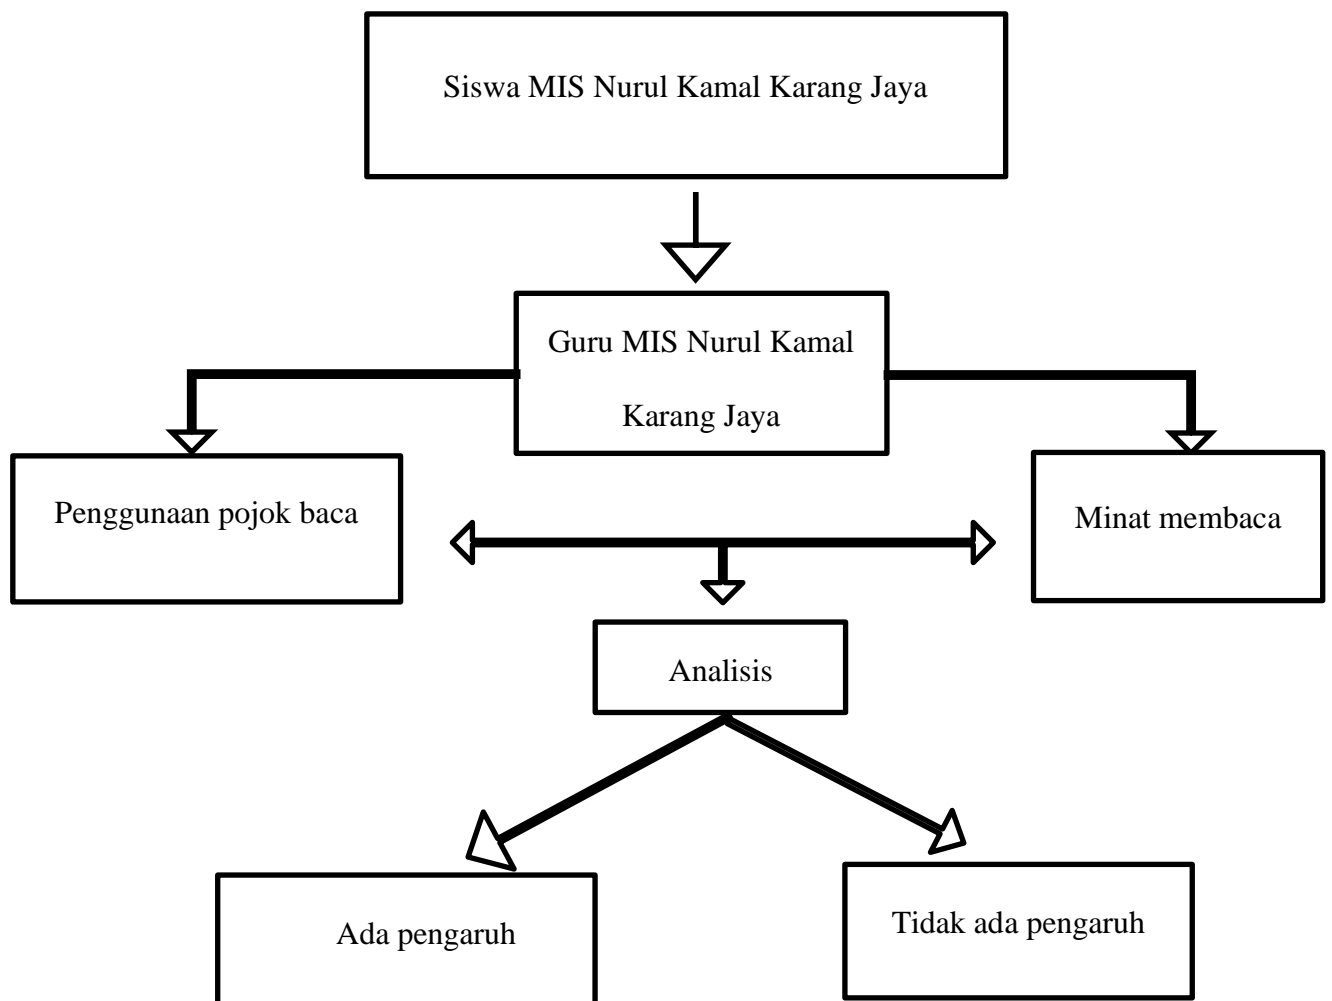 Siswa MIS Nurul Kamal Karang Jaya
Guru MIS Nurul Kamal
Karang Jaya
Penggunaan pojok baca
Minat membaca
Analisis
Ada pengaruh
Tidak ada pengaruh